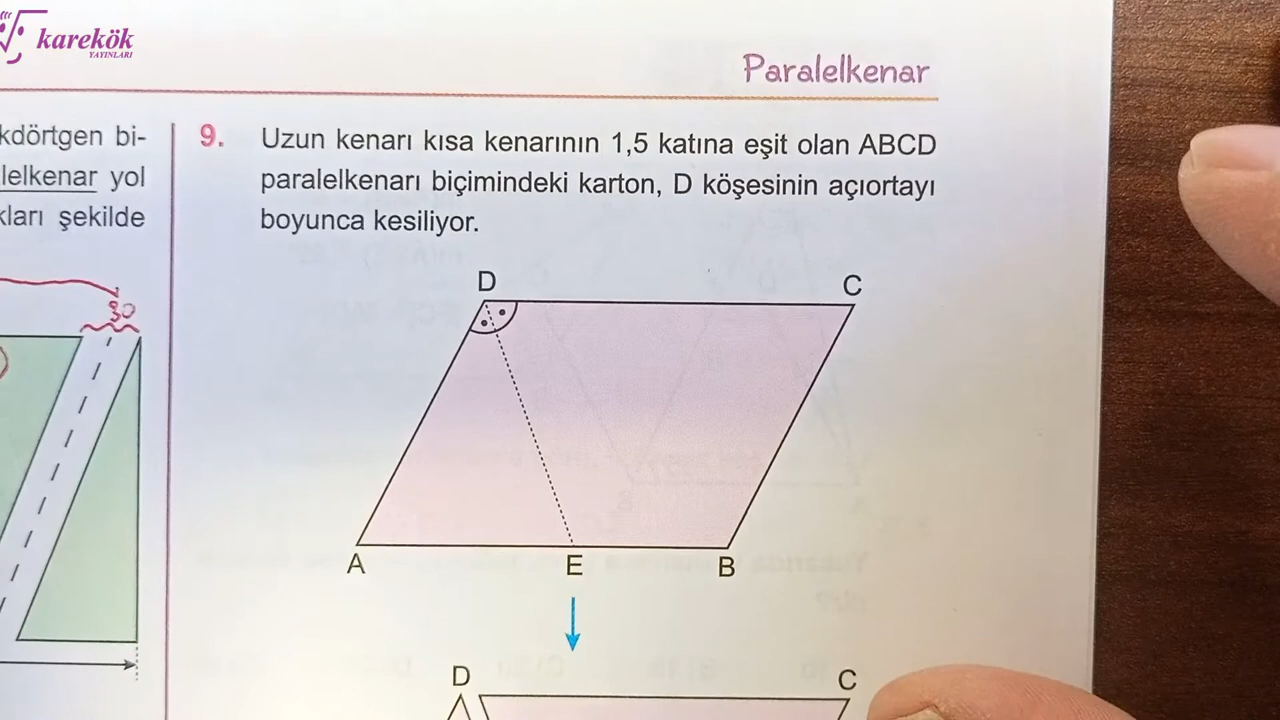 karekök
YAYINLARI
Paralelkenar
kdörtgen bi-
lelkenar yol
kları şekilde
30
9. Uzun kenarı kısa kenarının 1,5 katına eşit olan ABCD
paralelkenarı biçimindeki karton, D köşesinin açıortayı
boyunca kesiliyor.
D
C
A
E
B
D
C